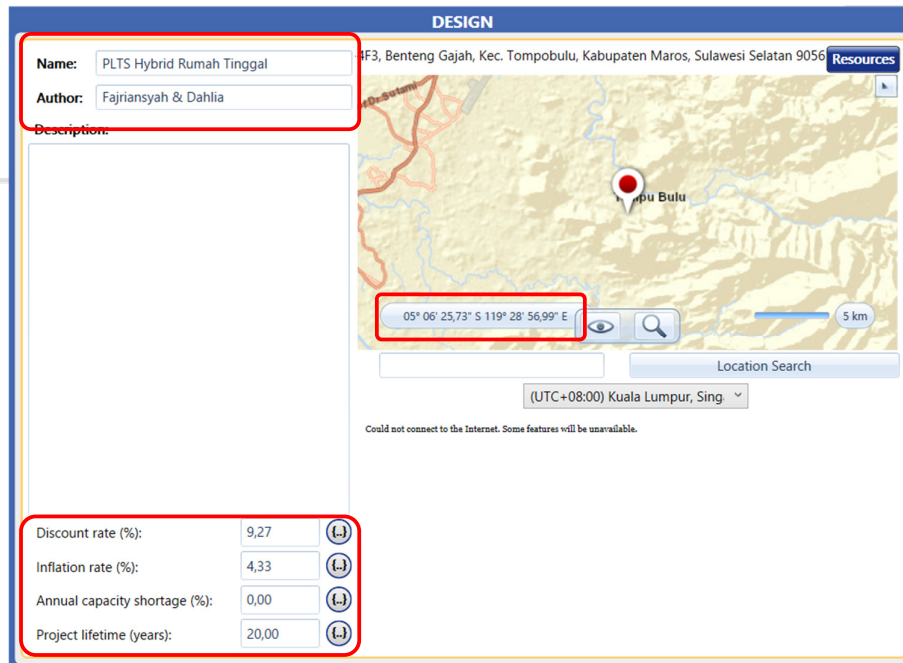 DESIGN
Name: PLTS Hybrid Rumah Tinggal
Author: Fajriansyah & Dahlia
Description:
4F3, Benteng Gajah, Kec. Tompobulu, Kabupaten Maros, Sulawesi Selatan 9056
Resources
Bulu
05° 06' 25,73" S 119° 28' 56,99" E
5 km
Location Search
(UTC+08:00) Kuala Lumpur, Sing
Could not connect to the Internet. Some features will be unavailable.
Discount rate (%): 9,27 {..}
Inflation rate (%): 4,33 {..}
Annual capacity shortage (%): 0,00 {..}
Project lifetime (years): 20,00 {..}